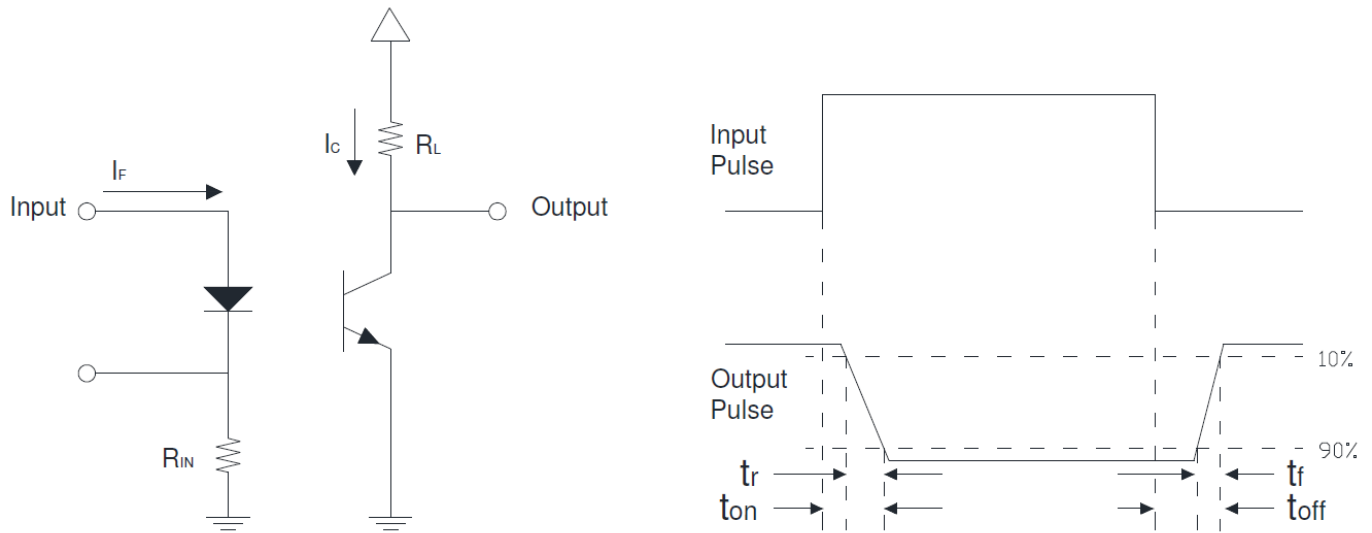 IC
RL
IF
Input
Output
RIN
Input
Pulse
Output
Pulse
10%
90%
tr
tf
ton
toff